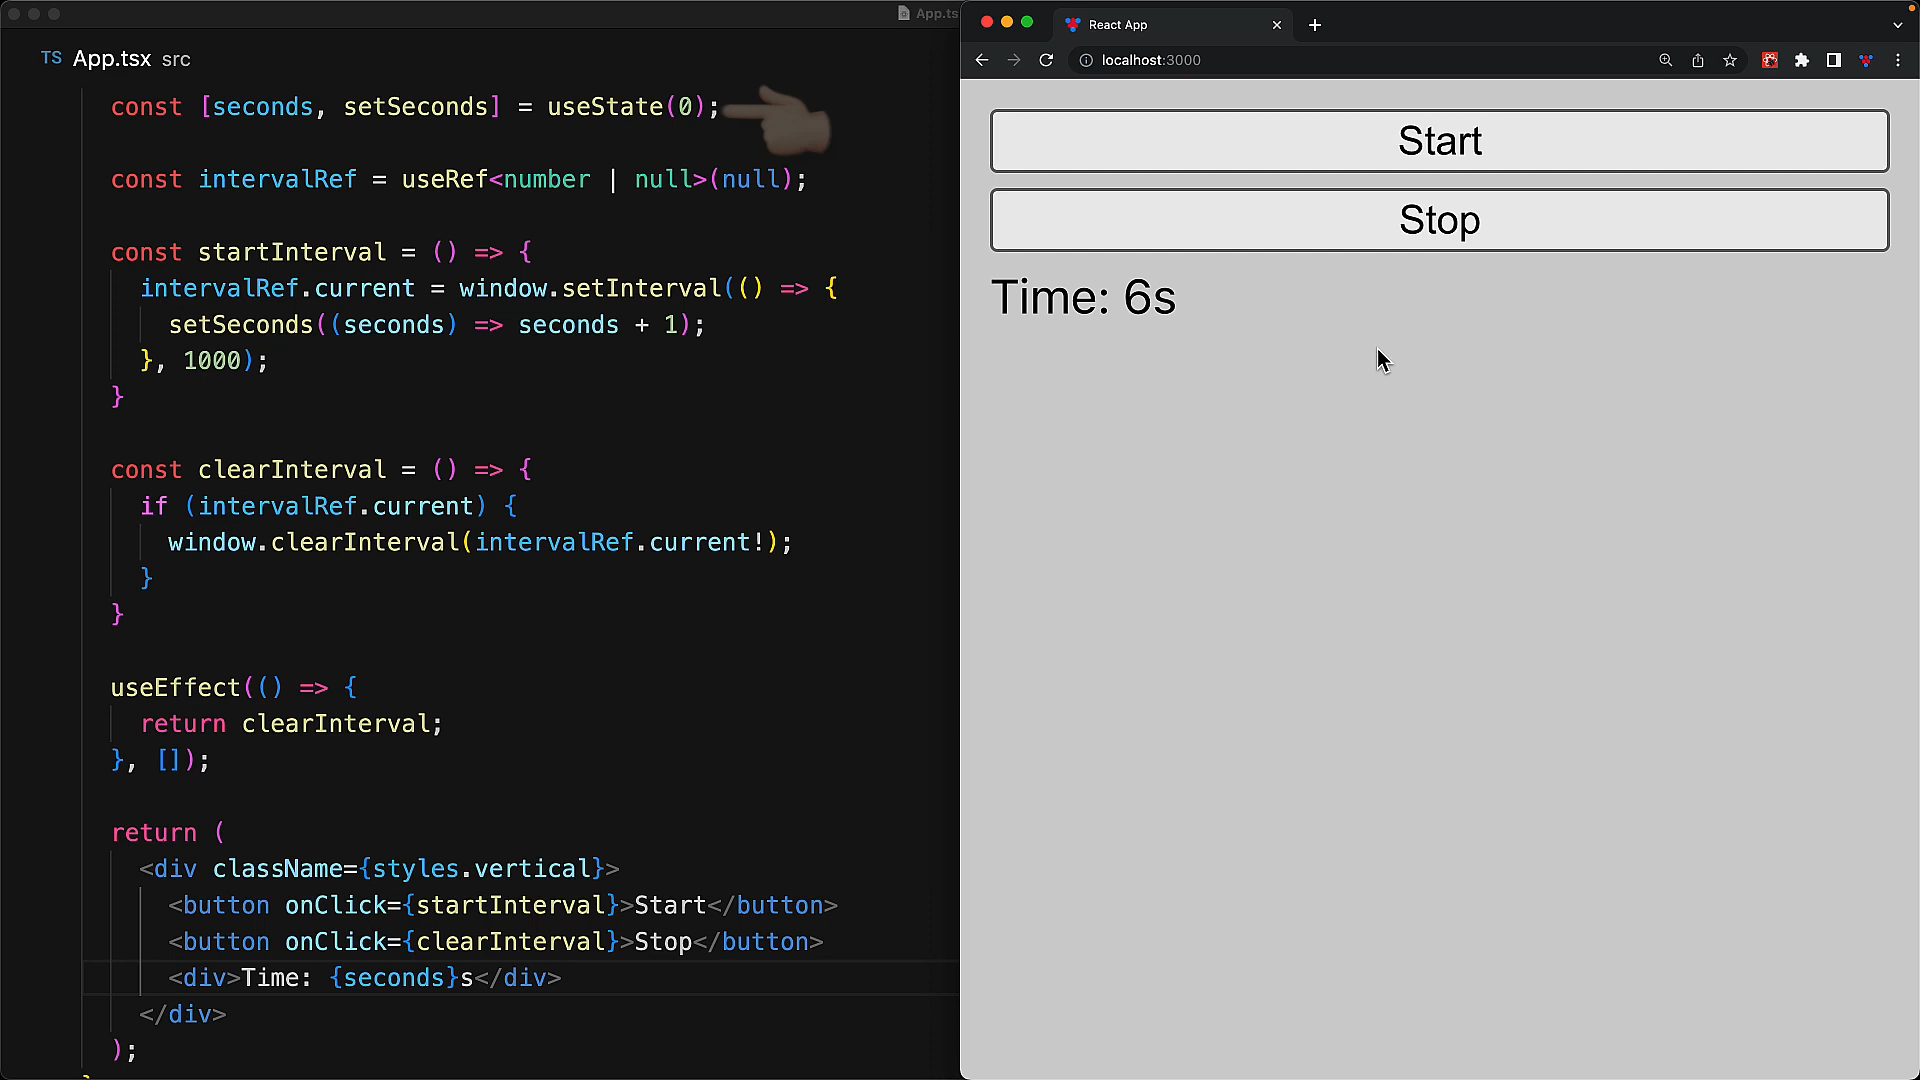 App.ts
TS App.tsx src
const [seconds, setSeconds] = useState(0);
const intervalRef = useRef<number | null>(null);
const startInterval = () => {
intervalRef.current = window.setInterval(() => {
setSeconds((seconds) => seconds + 1);
}, 1000);
}
const clearInterval = () => {
if (intervalRef.current) {
window.clearInterval(intervalRef.current!);
}
}
useEffect(() => {
return clearInterval;
}, []);
return (
<div className={styles.vertical}>
<button onClick={startInterval}>Start</button>
<button onClick={clearInterval}>Stop</button>
<div>Time: {seconds}s</div>
</div>
);
React App
localhost:3000
Start
Stop
Time: 6s